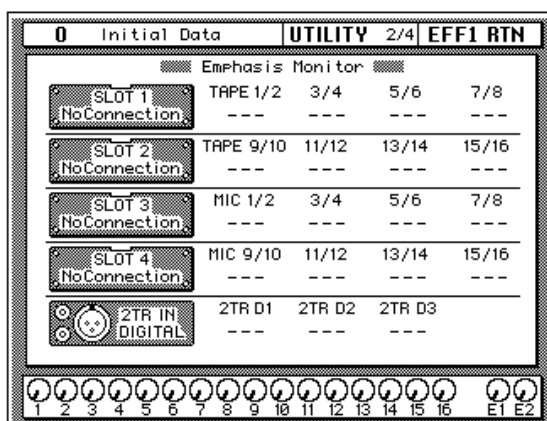 0 Initial Data UTILITY 2/4 EFF1 RTN
Emphasis Monitor
SLOT 1 TAPE 1/2 3/4 5/6 7/8
NoConnection --- --- --- ---
SLOT 2 TAPE 9/10 11/12 13/14 15/16
NoConnection --- --- --- ---
SLOT 3 MIC 1/2 3/4 5/6 7/8
NoConnection --- --- --- ---
SLOT 4 MIC 9/10 11/12 13/14 15/16
NoConnection --- --- --- ---
2TR IN 2TR D1 2TR D2 2TR D3
DIGITAL --- --- ---
1 2 3 4 5 6 7 8 9 10 11 12 13 14 15 16 E1 E2